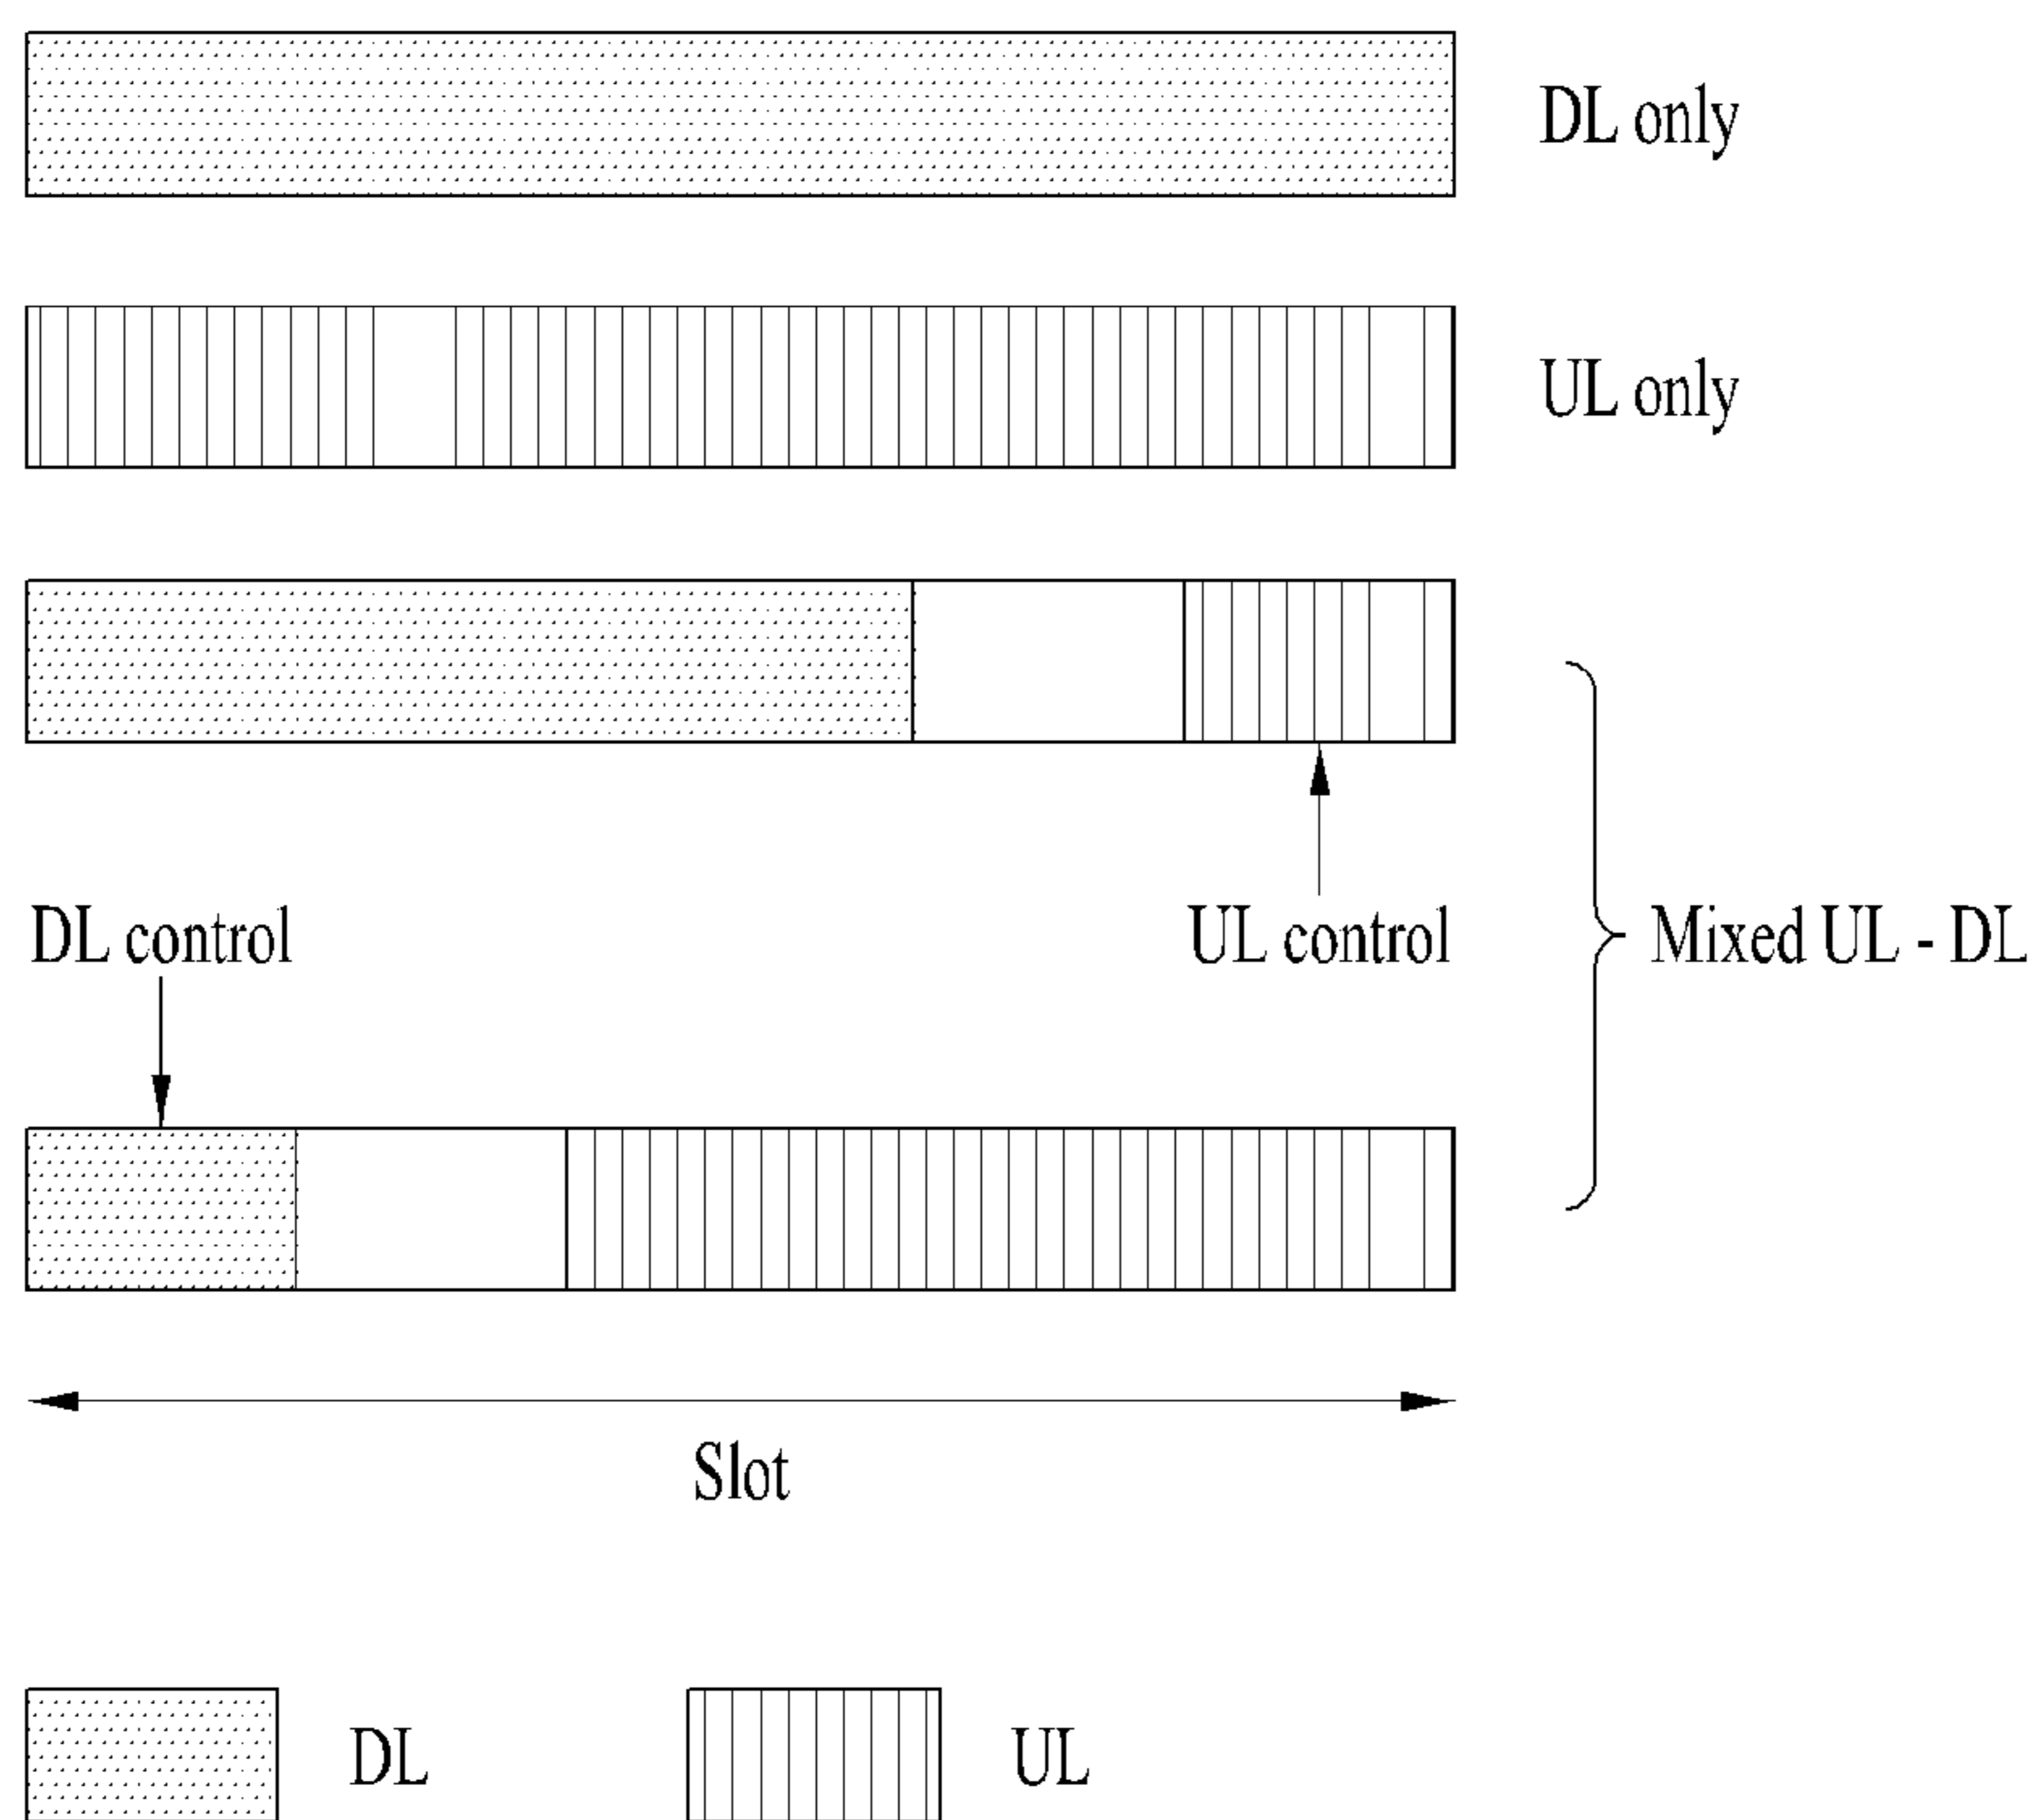 DL only
UL only
DL control
UL control
Mixed UL - DL
Slot
DL
UL